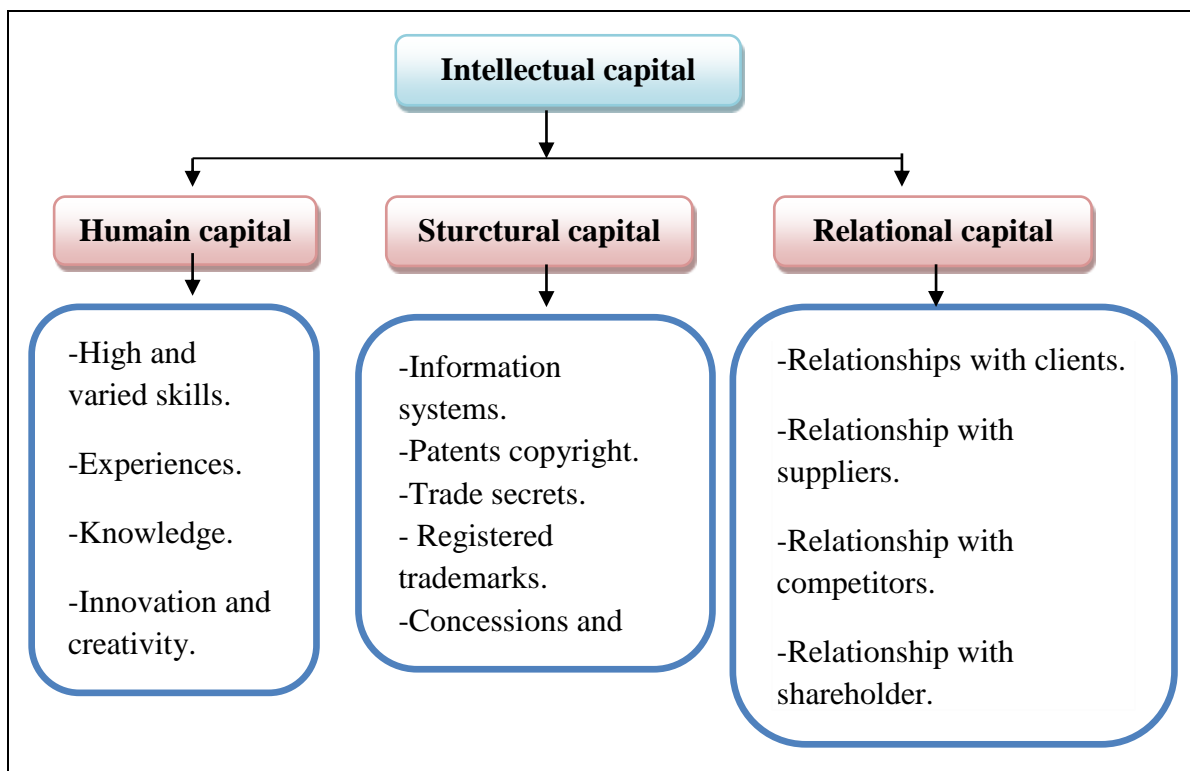 Intellectual capital
Humain capital
Sturctural capital
Relational capital
-High and
varied skills.
-Experiences.
-Knowledge.
-Innovation and
creativity.
-Information
systems.
-Patents copyright.
-Trade secrets.
- Registered
trademarks.
-Concessions and
-Relationships with clients.
-Relationship with
suppliers.
-Relationship with
competitors.
-Relationship with
shareholder.